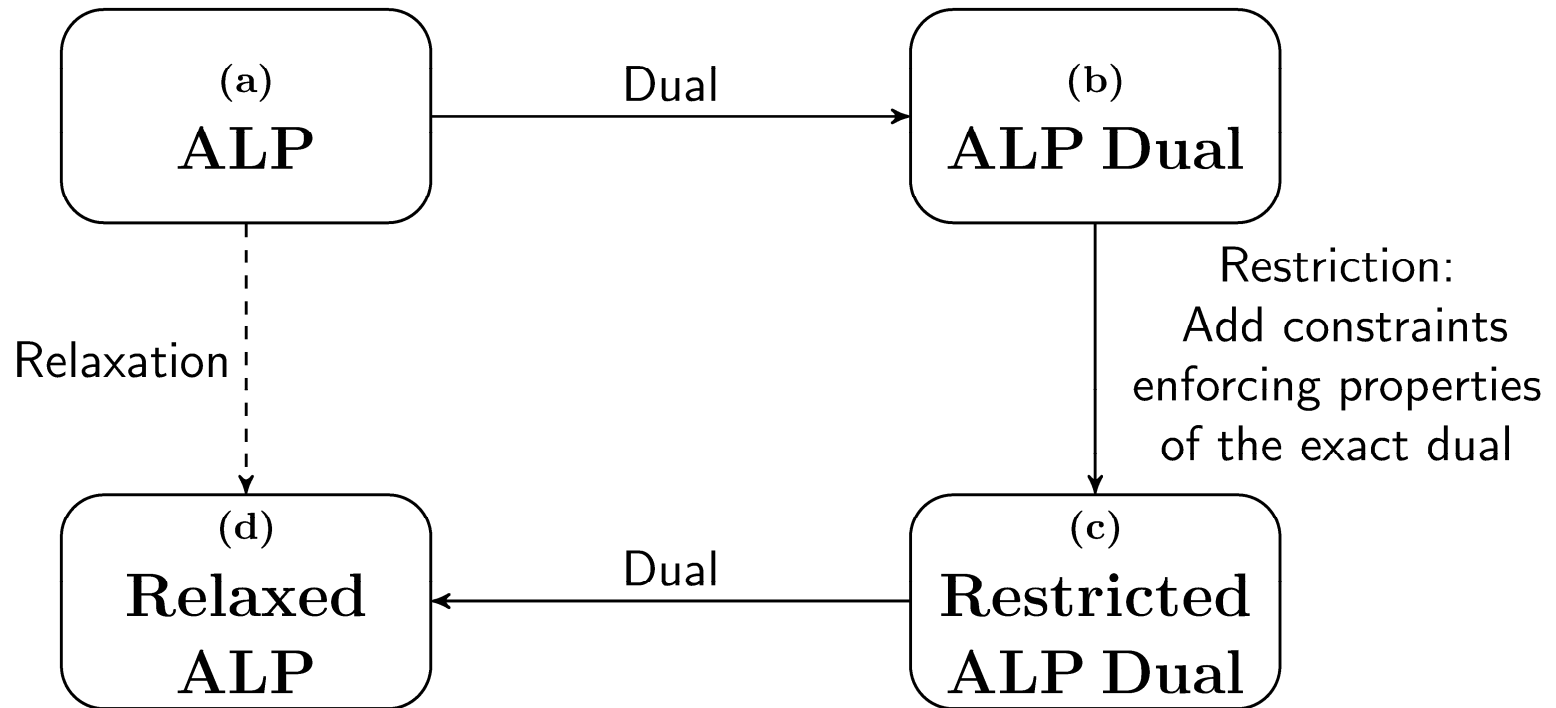 (a)
ALP
Dual
(b)
ALP Dual
Relaxation
Restriction:
Add constraints
enforcing properties
of the exact dual
(d)
Relaxed
ALP
Dual
(c)
Restricted
ALP Dual